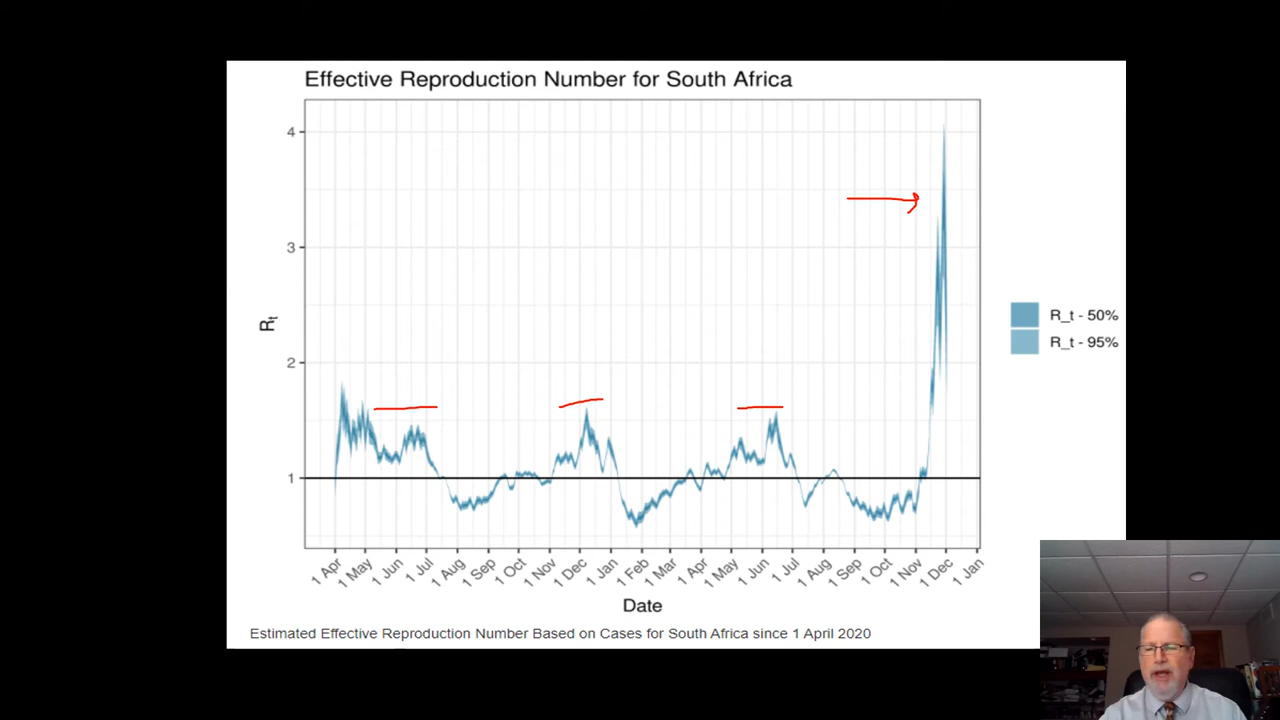 Effective Reproduction Number for South Africa
4
3
2
1
R_t
R_t - 50%
R_t - 95%
1 Apr 1 May 1 Jun 1 Jul 1 Aug 1 Sep 1 Oct 1 Nov 1 Dec 1 Jan 1 Feb 1 Mar 1 Apr 1 May 1 Jun 1 Jul 1 Aug 1 Sep 1 Oct 1 Nov 1 Dec 1 Jan
Date
Estimated Effective Reproduction Number Based on Cases for South Africa since 1 April 2020